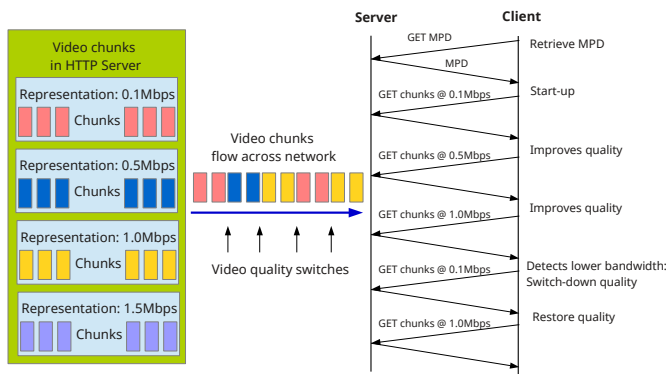 Video chunks
in HTTP Server
Representation: 0.1Mbps
Chunks
Representation: 0.5Mbps
Chunks
Representation: 1.0Mbps
Chunks
Representation: 1.5Mbps
Chunks
Video chunks
flow across network
Video quality switches
Server
Client
GET MPD
Retrieve MPD
MPD
GET chunks @ 0.1Mbps
Start-up
GET chunks @ 0.5Mbps
Improves quality
GET chunks @ 1.0Mbps
Improves quality
GET chunks @ 0.1Mbps
Detects lower bandwidth:
Switch-down quality
GET chunks @ 1.0Mbps
Restore quality